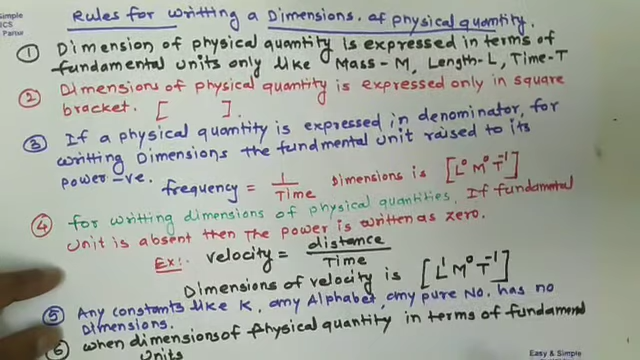 Simple
ICS
Parise
Rules for writting a Dimensions of physical quantity.
① Dimension of physical quantity is expressed in terms of
fundamental units only like Mass - M, Length - L, Time - T
② Dimensions of physical quantity is expressed only in square
bracket. [ ].
③ If a physical quantity is expressed in denominator, for
writting Dimensions the fundmental unit raised to its
power -ve. frequency = 1/Time Dimensions is [L⁰ M⁰ T⁻¹]
④ for writting dimensions of physical quantities, If fundamental
unit is absent then the power is written as zero.
Ex:- velocity = distance/Time
Dimensions of velocity is [L¹ M⁰ T⁻¹]
⑤ Any constants like K, any Alphabet, any pure No. has no
Dimensions.
⑥ when dimensions of physical quantity in terms of fundamental
units
Easy & Simple